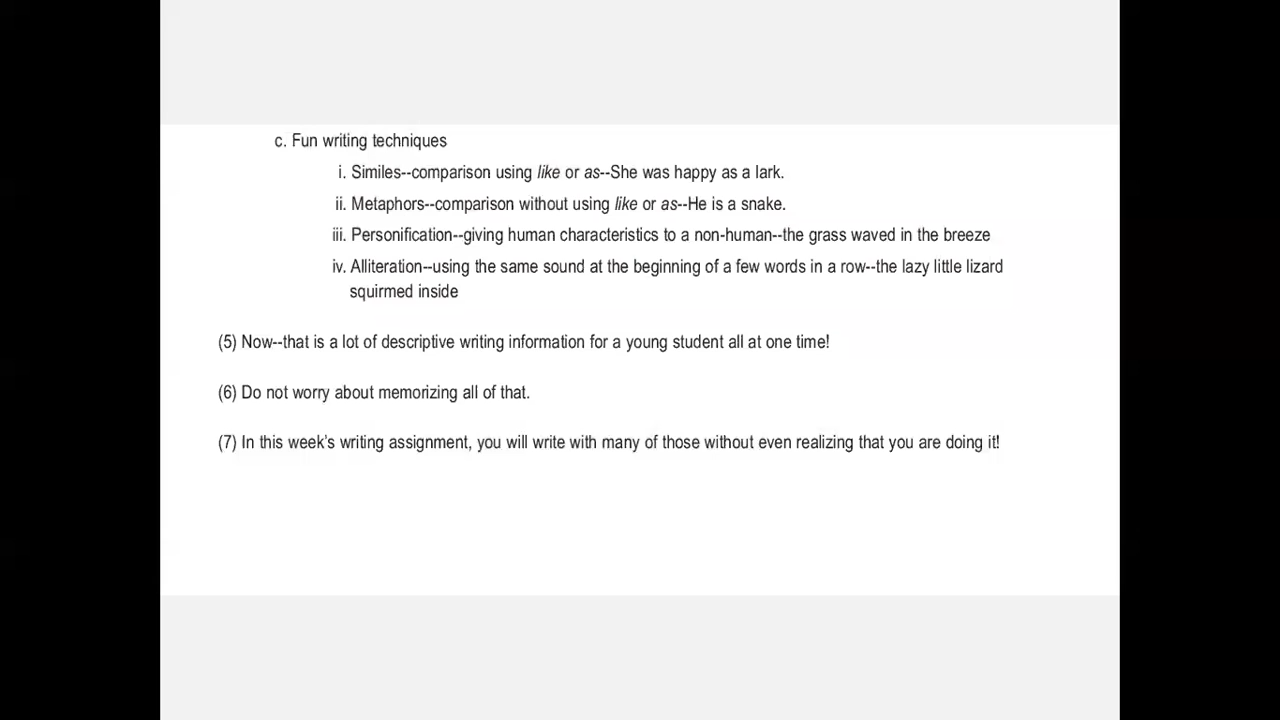 c. Fun writing techniques
i. Similes--comparison using like or as--She was happy as a lark.
ii. Metaphors--comparison without using like or as--He is a snake.
iii. Personification--giving human characteristics to a non-human--the grass waved in the breeze
iv. Alliteration--using the same sound at the beginning of a few words in a row--the lazy little lizard
squirmed inside
(5) Now--that is a lot of descriptive writing information for a young student all at one time!
(6) Do not worry about memorizing all of that.
(7) In this week’s writing assignment, you will write with many of those without even realizing that you are doing it!